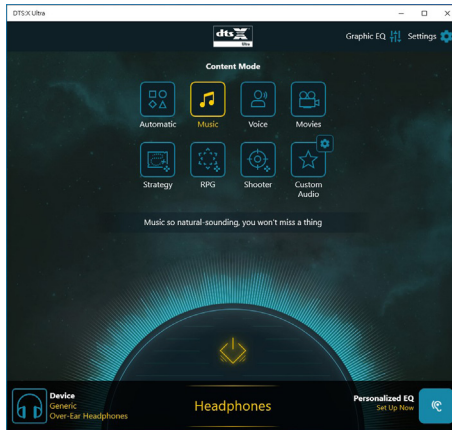 DTS:X Ultra
dts X
Ultra
Graphic EQ
Settings
Content Mode
Automatic
Music
Voice
Movies
Strategy
RPG
Shooter
Custom
Audio
Music so natural-sounding, you won't miss a thing
Device
Generic
Over-Ear Headphones
Headphones
Personalized EQ
Set Up Now